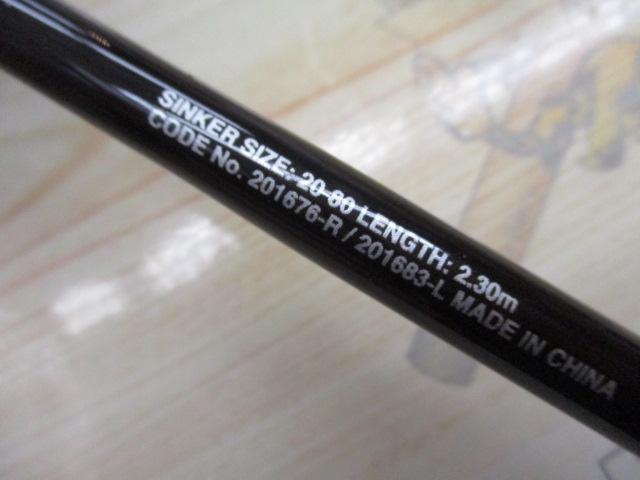 SINKER SIZE: 20-80 LENGTH: 2.30m
CODE No. 201676-R / 201683-L MADE IN CHINA